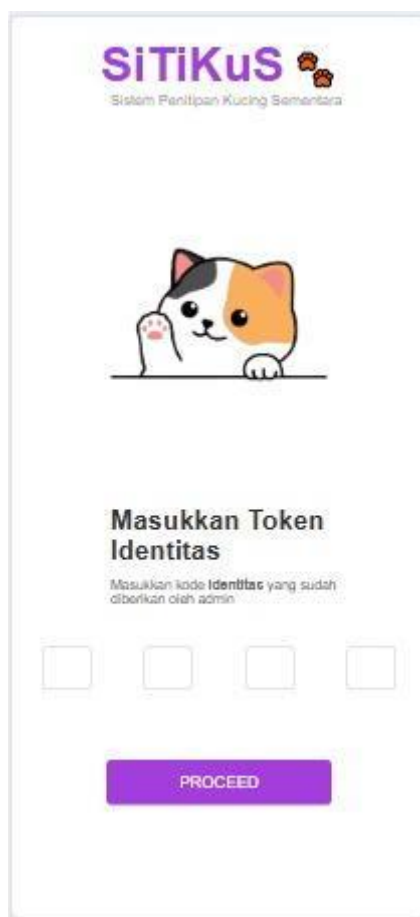 SiTiKuS
Sistem Penitipan Kucing Sementara
Masukkan Token
Identitas
Masukkan kode Identitas yang sudah
diberikan oleh admin
PROCEED